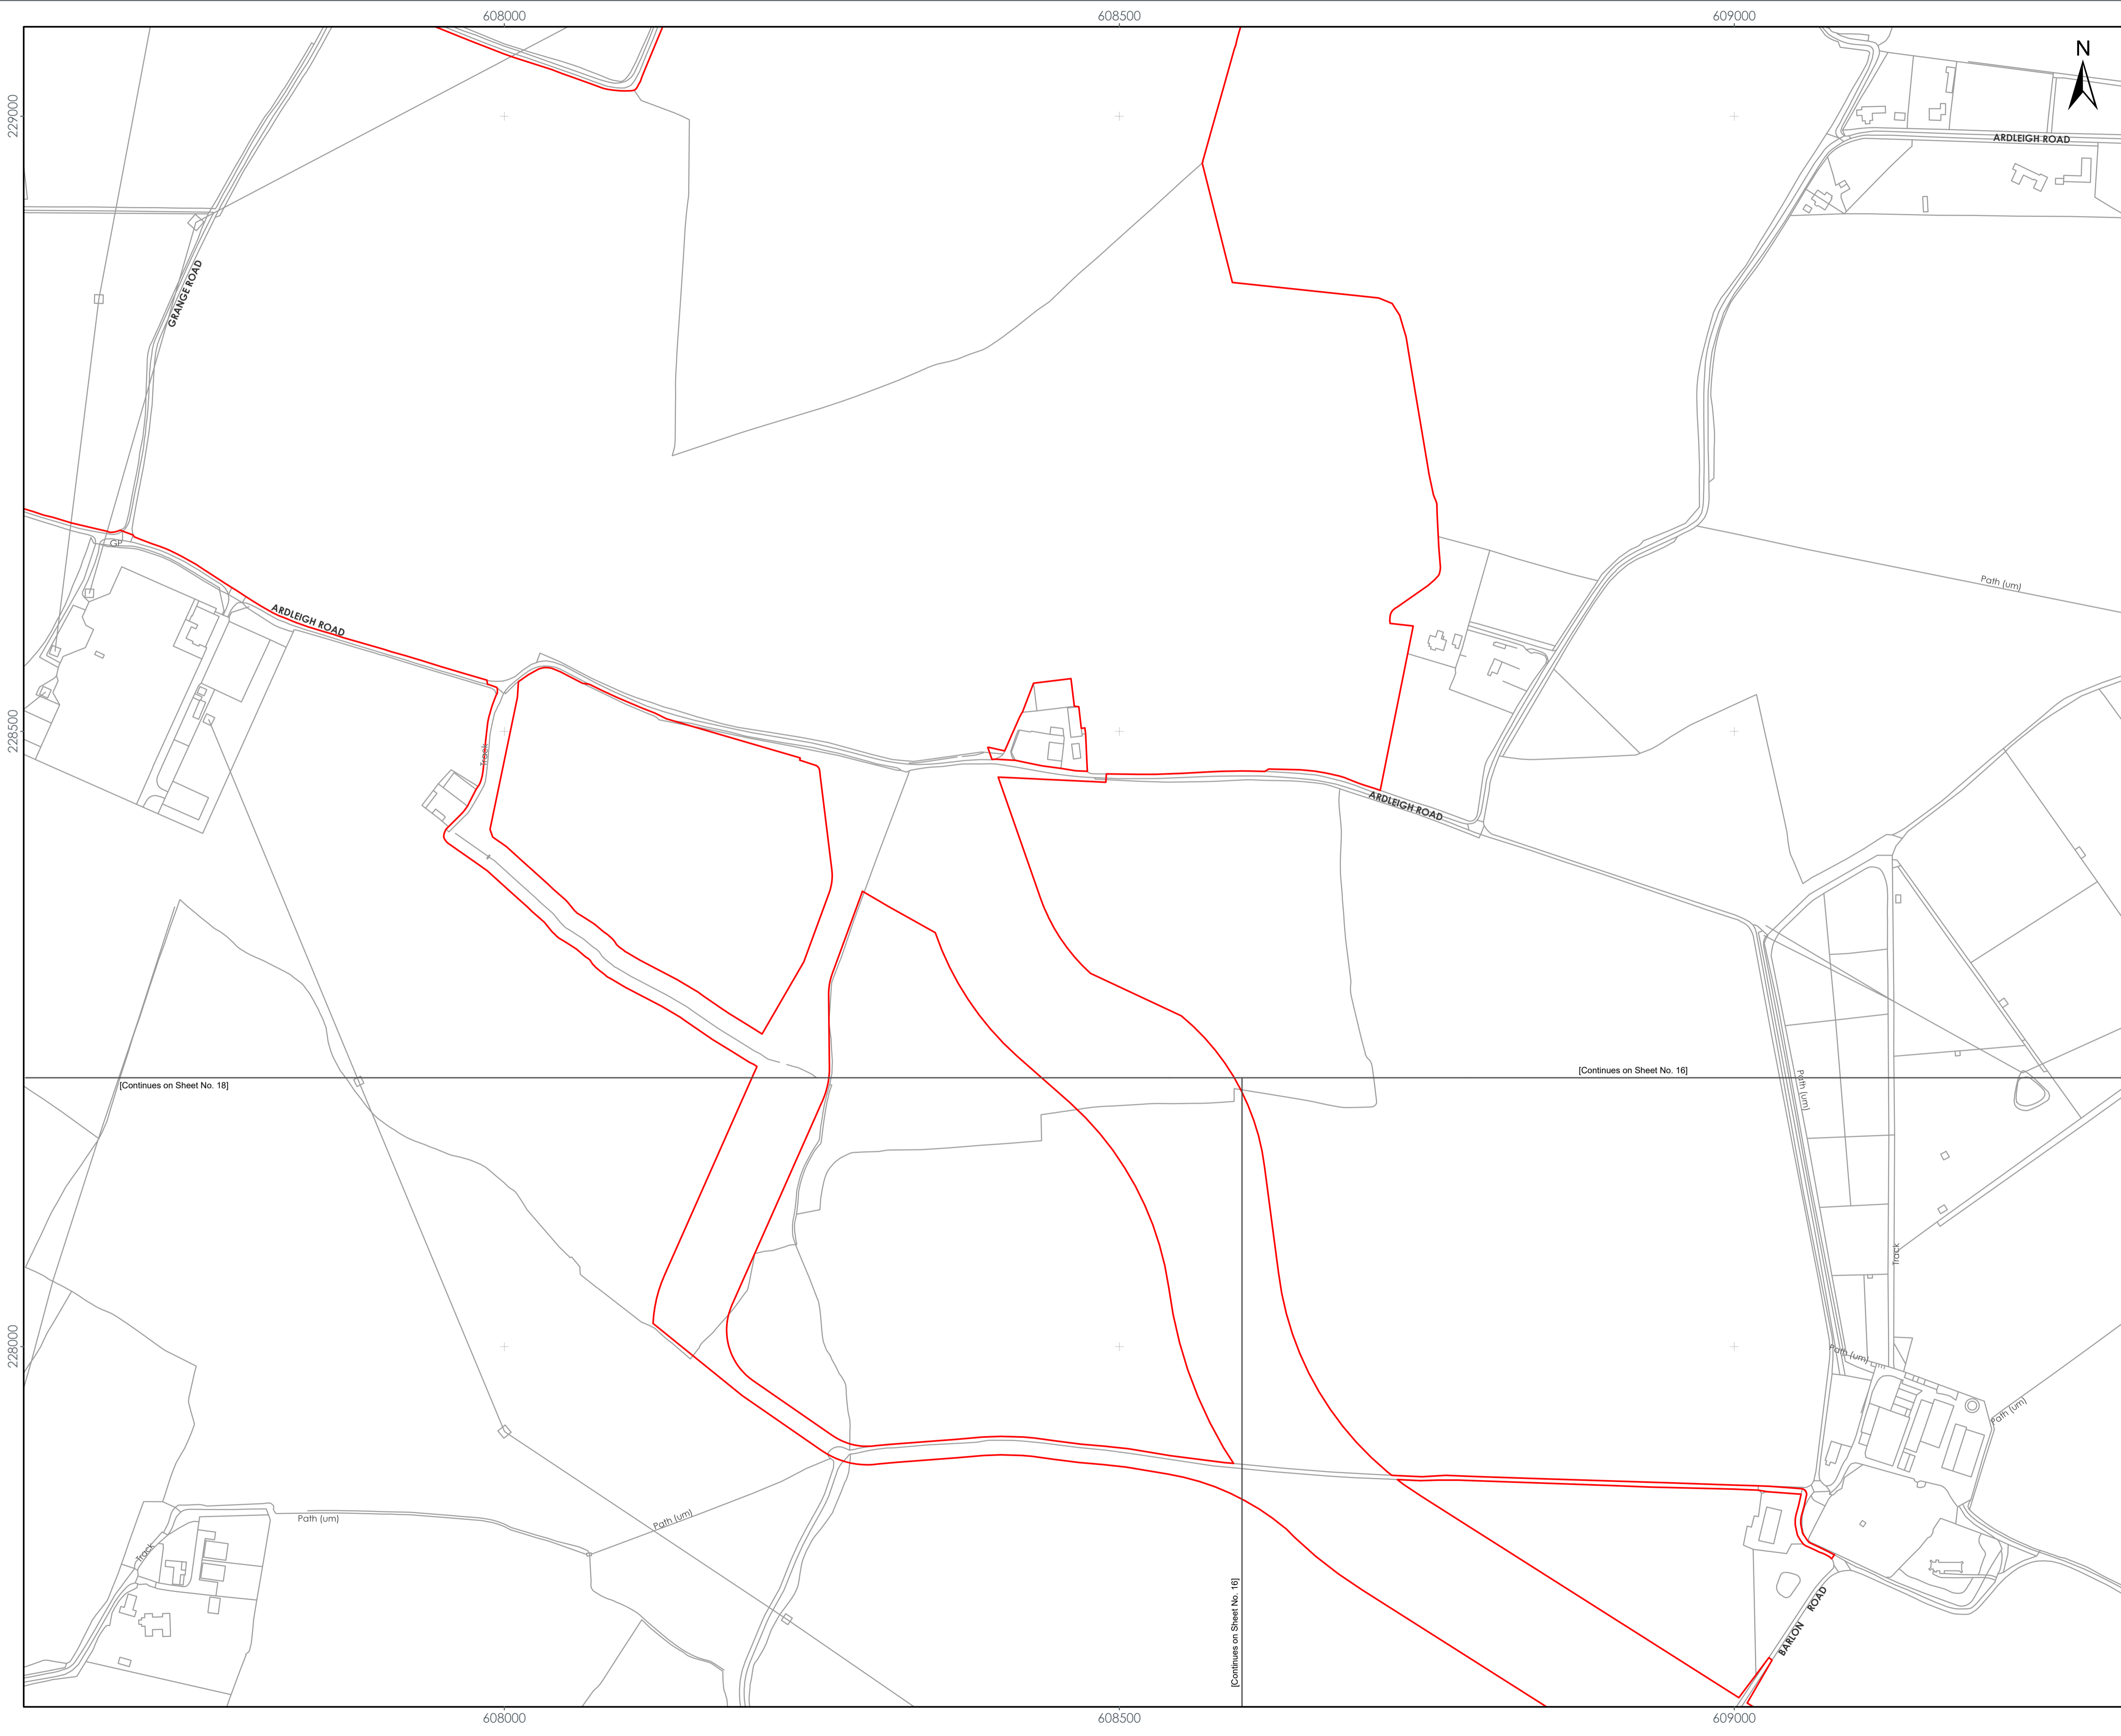 608000
608500
609000
N
229000
ARDLEIGH ROAD
GRANGE ROAD
GP
Path (um)
ARDLEIGH ROAD
228500
Track
ARDLEIGH ROAD
[Continues on Sheet No. 16]
[Continues on Sheet No. 18]
Path (um)
Track
228000
Path (um)
Path (um)
Path (um)
Path (um)
Track
[Continues on Sheet No. 16]
BARLON ROAD
608000
608500
609000